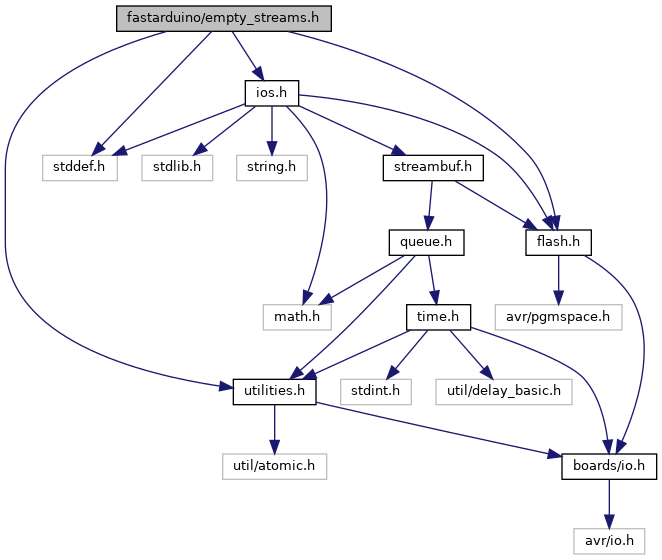 fastarduino/empty_streams.h
ios.h
stddef.h
stdlib.h
string.h
streambuf.h
queue.h
flash.h
math.h
time.h
avr/pgmspace.h
utilities.h
stdint.h
util/delay_basic.h
util/atomic.h
boards/io.h
avr/io.h